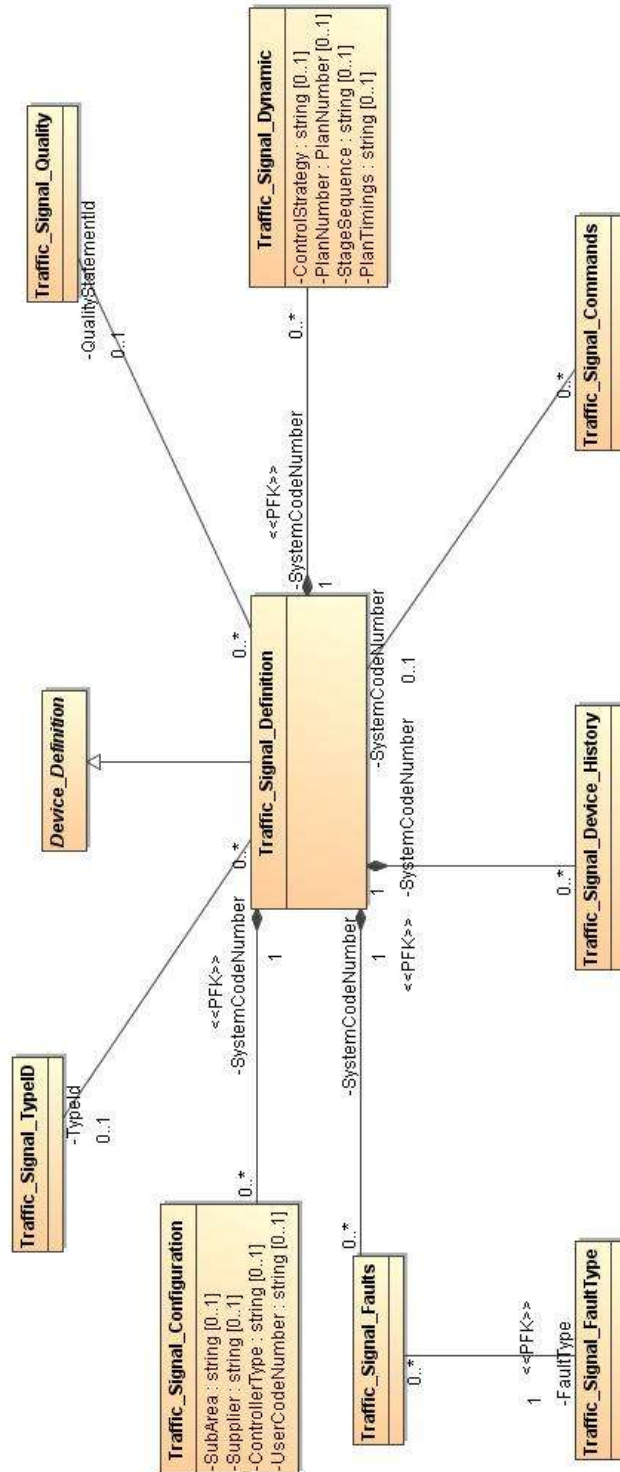 Traffic_Signal_TypeID
-TypeId
0..1
Device_Definition
Traffic_Signal_Quality
-QualityStatementId
0..1
0..*
0..*
Traffic_Signal_Configuration
-SubArea : string [0..1]
-Supplier : string [0..1]
-ControllerType : string [0..1]
-UserCodeNumber : string [0..1]
0..*
<<PFK>>
-SystemCodeNumber
1
Traffic_Signal_Definition
<<PFK>>
-SystemCodeNumber
1
0..*
Traffic_Signal_Dynamic
-ControlStrategy : string [0..1]
-PlanNumber : PlanNumber [0..1]
-StageSequence : string [0..1]
-PlanTimings : string [0..1]
Traffic_Signal_Faults
0..*
-SystemCodeNumber
1
<<PFK>>
1
-SystemCodeNumber
-SystemCodeNumber
0..1
0..*
<<PFK>>
1
-FaultType
Traffic_Signal_FaultType
0..*
Traffic_Signal_Device_History
0..*
Traffic_Signal_Commands